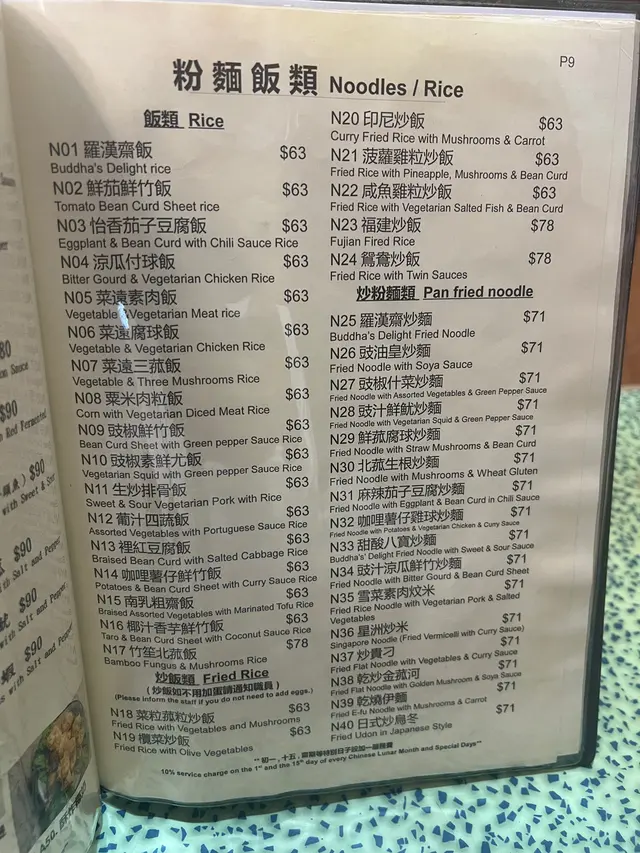 P9
粉麵飯類 Noodles / Rice
飯類 Rice
N01 羅漢齋飯 $63
Buddha's Delight rice
N02 鮮茄鮮竹飯 $63
Tomato Bean Curd Sheet rice
N03 怡香茄子豆腐飯 $63
Eggplant & Bean Curd with Chili Sauce Rice
N04 涼瓜付球飯 $63
Bitter Gourd & Vegetarian Chicken Rice
N05 菜遠素肉飯 $63
Vegetable Vegetarian Meat rice
N06 菜遠腐球飯 $63
Vegetable & Vegetarian Chicken Rice
N07 菜遠三菰飯 $63
Vegetable & Three Mushrooms Rice
N08 粟米肉粒飯 $63
Corn with Vegetarian Diced Meat Rice
N09 豉椒鮮竹飯 $63
Bean Curd Sheet with Green pepper Sauce Rice
N10 豉椒素鮮尤飯 $63
Vegetarian Squid with Green pepper Sauce Rice
N11 生炒排骨飯 $63
Sweet & Sour Vegetarian Pork with Rice
N12 葡汁四蔬飯 $63
Assorted Vegetables with Portuguese Sauce Rice
N13 裡紅豆腐飯 $63
Braised Bean Curd with Salted Cabbage Rice
N14 咖喱薯仔鮮竹飯 $63
Potatoes & Bean Curd Sheet with Curry Sauce Rice
N15 南乳粗齋飯 $63
Braised Assorted Vegetables with Marinated Tofu Rice
N16 椰汁香芋鮮竹飯 $63
Taro & Bean Curd Sheet with Coconut Sauce Rice
N17 竹笙北菰飯 $78
Bamboo Fungus & Mushrooms Rice
炒飯類 Fried Rice
(炒飯如不用加蛋請通知職員)
(Please inform the staff if you do not need to add eggs.)
N18 菜粒菰粒炒飯 $63
Fried Rice with Vegetables and Mushrooms
N19 欖菜炒飯 $63
Fried Rice with Olive Vegetables
N20 印尼炒飯 $63
Curry Fried Rice with Mushrooms & Carrot
N21 菠蘿雞粒炒飯 $63
Fried Rice with Pineapple, Mushrooms & Bean Curd
N22 咸魚雞粒炒飯 $63
Fried Rice with Vegetarian Salted Fish & Bean Curd
N23 福建炒飯 $78
Fujian Fired Rice
N24 鴛鴦炒飯 $78
Fried Rice with Twin Sauces
炒粉麵類 Pan fried noodle
N25 羅漢齋炒麵 $71
Buddha's Delight Fried Noodle
N26 豉油皇炒麵 $71
Fried Noodle with Soya Sauce
N27 豉椒什菜炒麵 $71
Fried Noodle with Assorted Vegetables & Green Pepper Sauce
N28 豉汁鮮魷炒麵 $71
Fried Noodle with Vegetarian Squid & Green Pepper Sauce
N29 鮮菰腐球炒麵 $71
Fried Noodle with Straw Mushrooms & Bean Curd
N30 北菰生根炒麵 $71
Fried Noodle with Mushrooms & Wheat Gluten
N31 麻辣茄子豆腐炒麵 $71
Fried Noodle with Eggplant & Bean Curd in Chili Sauce
N32 咖喱薯仔雞球炒麵 $71
Fried Noodle with Potatoes & Vegetarian Chicken & Curry Sauce
N33 甜酸八寶炒麵 $71
Buddhas' Delight Fried Noodle with Sweet & Sour Sauce
N34 豉汁涼瓜鮮竹炒麵 $71
Fried Noodle with Bitter Gourd & Bean Curd Sheet
N35 雪菜素肉炆米 $71
Fried Rice Noodle with Vegetarian Pork & Salted
Vegetables
N36 星洲炒米 $71
Singapore Noodle (Fried Vermicelli with Curry Sauce)
N37 炒貴刁 $71
Fried Flat Noodle with Vegetables & Curry Sauce
N38 乾炒金菰河 $71
Fried Flat Noodle with Golden Mushroom & Soya Sauce
N39 乾燒伊麵 $71
Fried E-fu Noodle with Mushrooms & Carrot
N40 日式炒烏冬 $71
Fried Udon in Japanese Style
10% service charge on the 1st and the 15th day of every Chinese Lunar Month and Special Days**
$90
$90
with Salt and Pepper
$90
with Salt and Pepper
$90
with Salt and Pepper